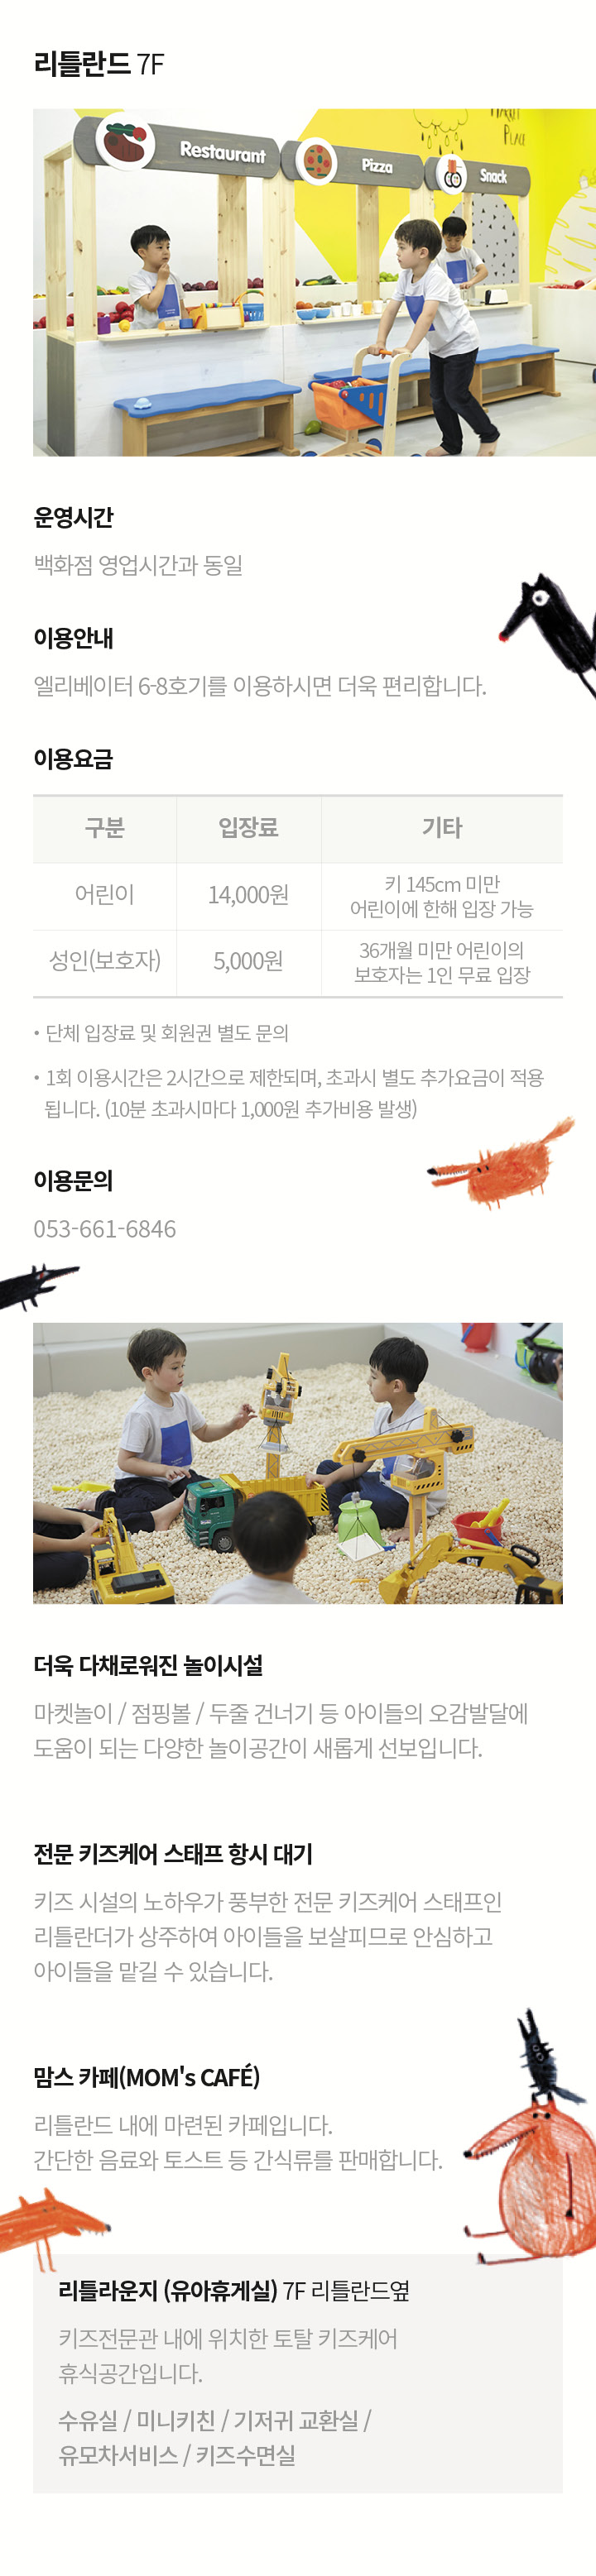 리틀란드 7F
MARKET
PLACE
Restaurant
Pizza
Snack
운영시간
백화점 영업시간과 동일
이용안내
엘리베이터 6-8호기를 이용하시면 더욱 편리합니다.
이용요금
구분 입장료 기타
어린이 14,000원 키 145cm 미만
어린이에 한해 입장 가능
성인(보호자) 5,000원 36개월 미만 어린이의
보호자는 1인 무료 입장
• 단체 입장료 및 회원권 별도 문의
• 1회 이용시간은 2시간으로 제한되며, 초과시 별도 추가요금이 적용
됩니다. (10분 초과시마다 1,000원 추가비용 발생)
이용문의
053-661-6846
CAT
더욱 다채로워진 놀이시설
마켓놀이 / 점핑볼 / 두줄 건너기 등 아이들의 오감발달에
도움이 되는 다양한 놀이공간이 새롭게 선보입니다.
전문 키즈케어 스태프 항시 대기
키즈 시설의 노하우가 풍부한 전문 키즈케어 스태프인
리틀란더가 상주하여 아이들을 보살피므로 안심하고
아이들을 맡길 수 있습니다.
맘스 카페(MOM's CAFÉ)
리틀란드 내에 마련된 카페입니다.
간단한 음료와 토스트 등 간식류를 판매합니다.
리틀라운지 (유아휴게실) 7F 리틀란드옆
키즈전문관 내에 위치한 토탈 키즈케어
휴식공간입니다.
수유실 / 미니키친 / 기저귀 교환실 /
유모차서비스 / 키즈수면실